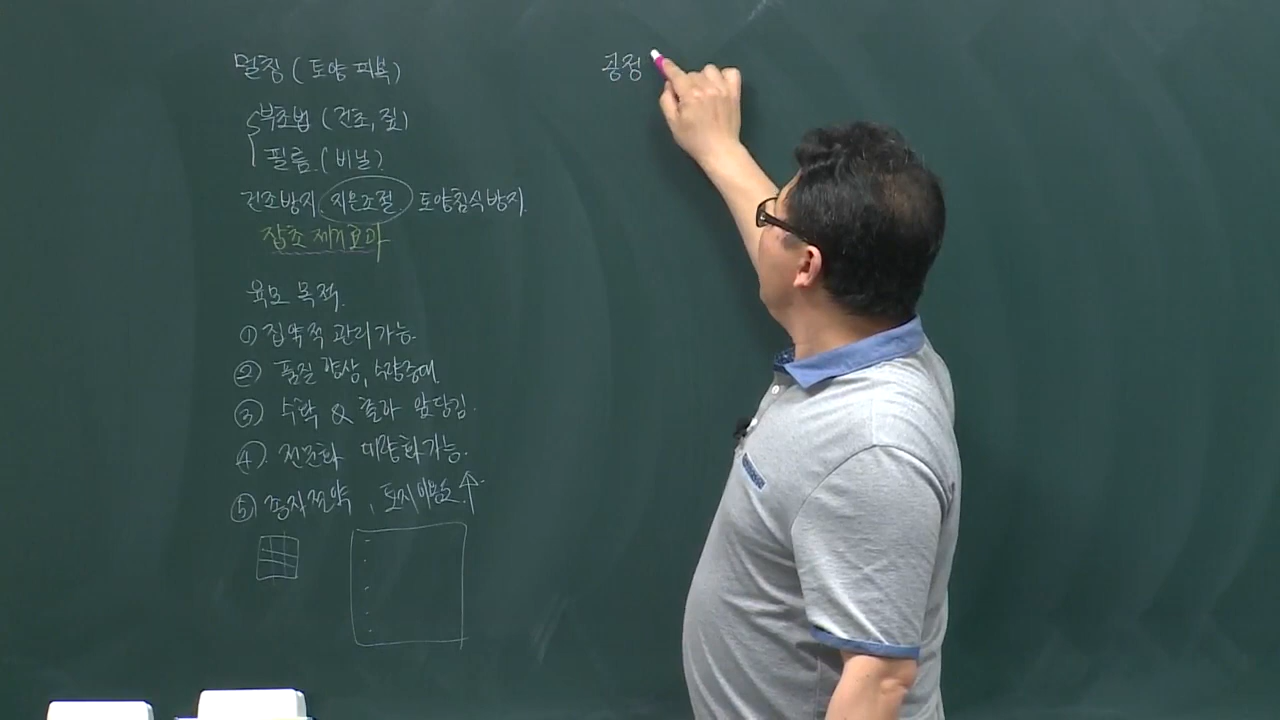 멀칭 (토양 피복)
부초법 (건초, 짚)
필름 (비닐)
건조방지, 지온조절, 토양침식방지.
잡초 제거효과
육묘 목적.
① 집약적 관리가능.
② 품질 향상, 수량증대.
③ 수확 & 출하 앞당김.
④ 전문화 대량화가능.
⑤ 종자절약, 토지이용도↑
공정